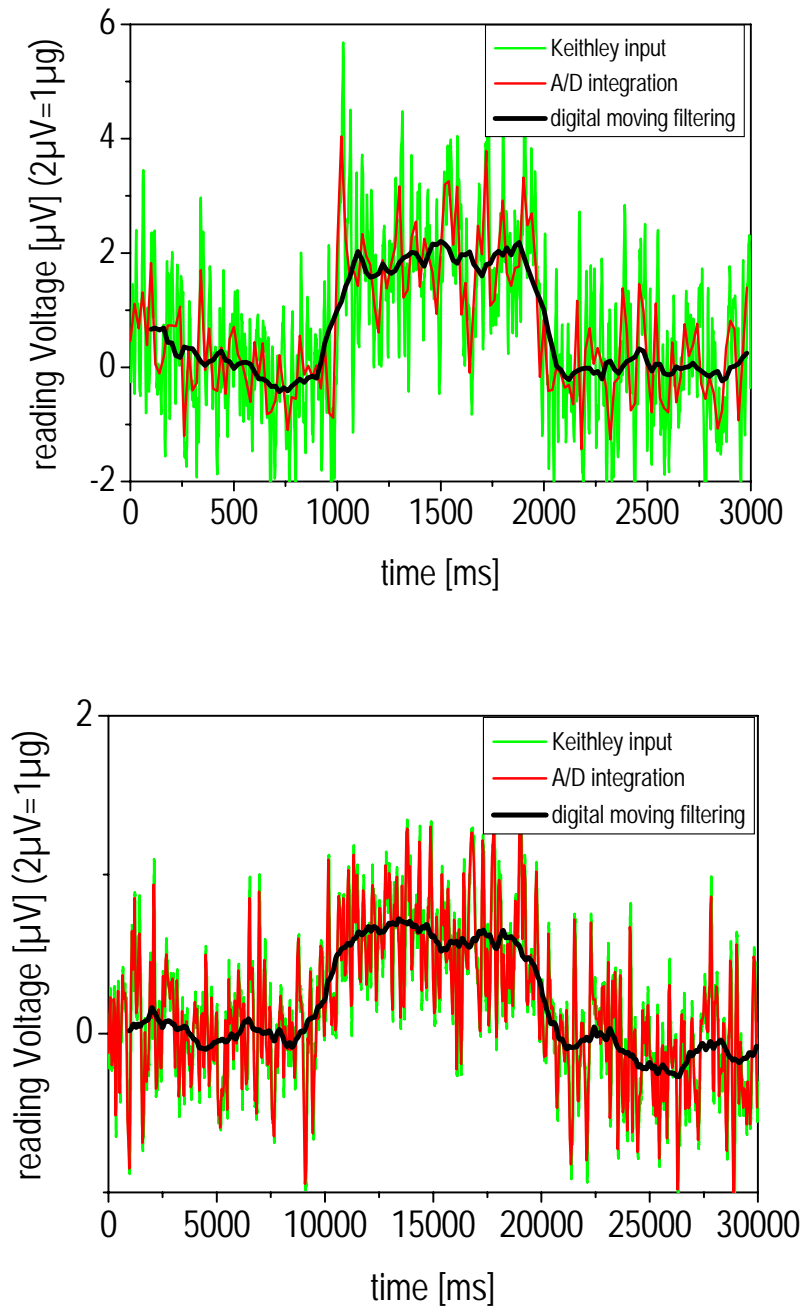 reading Voltage [µV] (2µV=1µg)
6
4
2
0
-2
Keithley input
A/D integration
digital moving filtering
0 500 1000 1500 2000 2500 3000
time [ms]
reading Voltage [µV] (2µV=1µg)
2
0
Keithley input
A/D integration
digital moving filtering
0 5000 10000 15000 20000 25000 30000
time [ms]